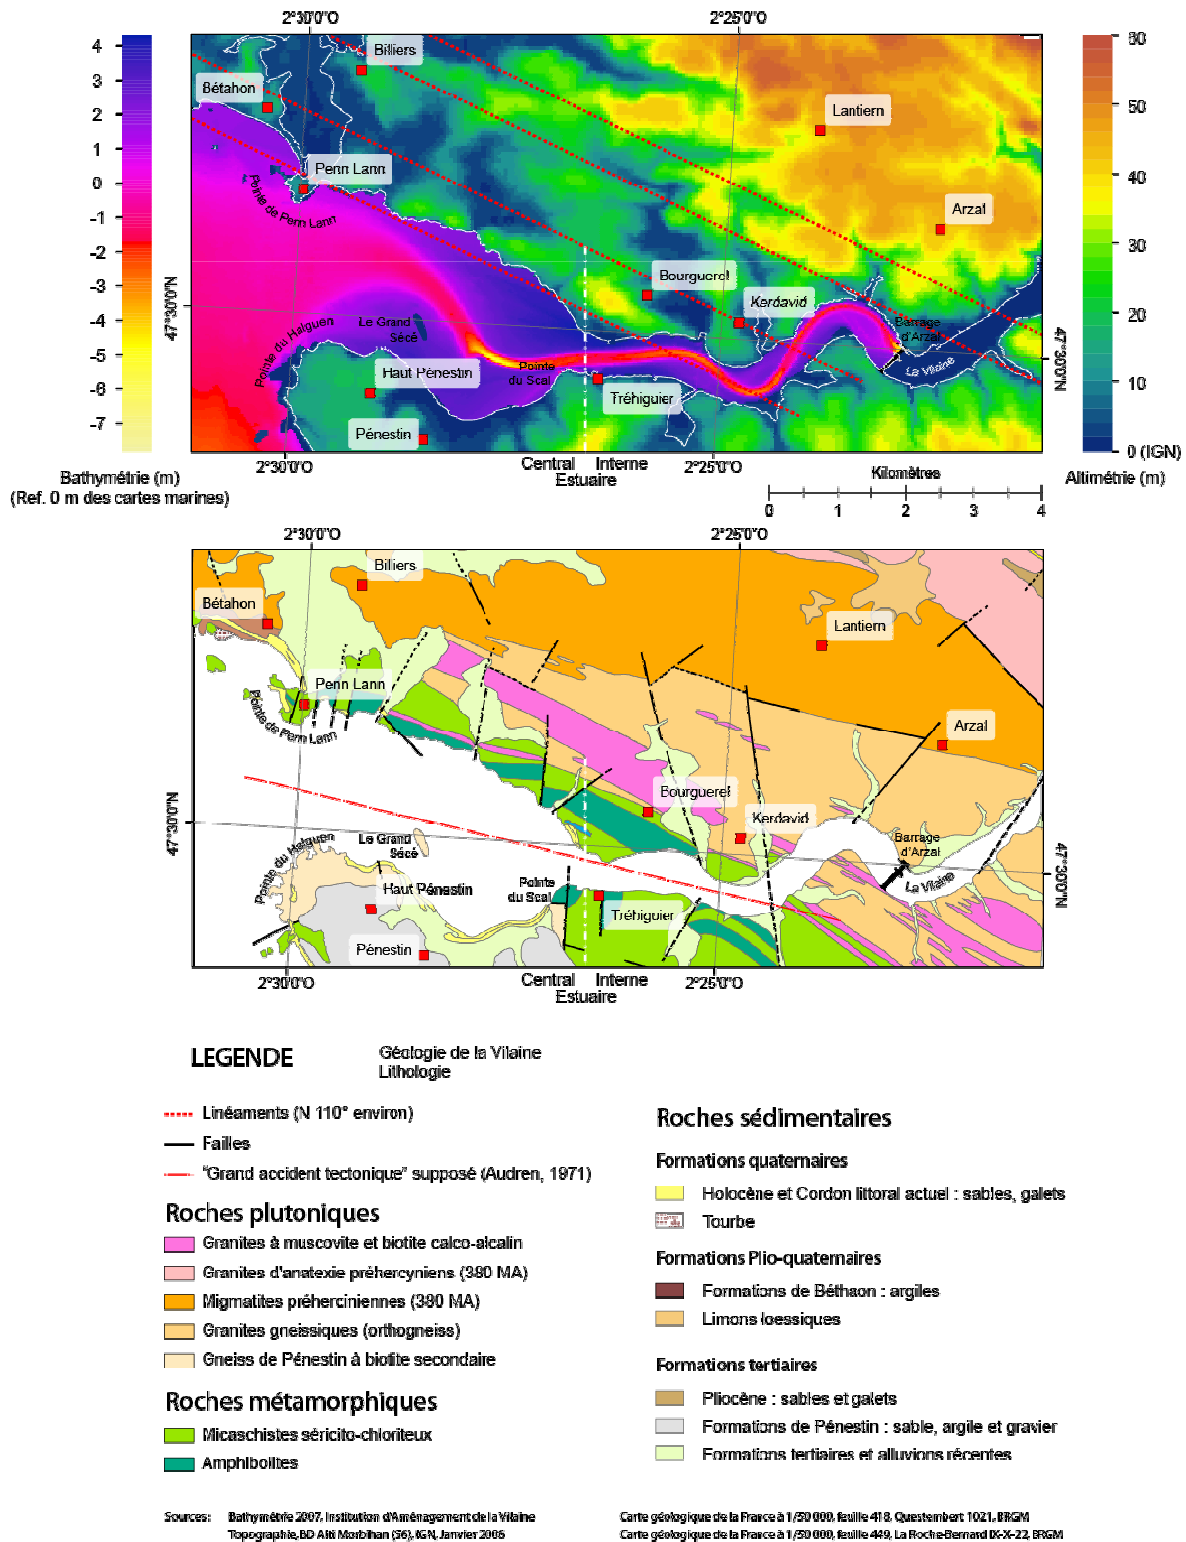 2°30'0"O 2°25'0"O
4 3 2 1 0 -1 -2 -3 -4 -5 -6 -7
Bathymétrie (m)
(Ref. 0 m des cartes marines)
60 50 40 30 20 10 0 (IGN)
Altimétrie (m)
Billiers
Bétahon
Lantiern
Penn Lann
Pointe de Penn Lann
Arzal
Bourguerel
Kerdavid
47°30'0"N
Pointe du Halguen
Le Grand
Sécé
Barrage
d'Arzal
La Vilaine
47°30'0"N
Haut Pénestin
Pointe
du Scal
Tréhiguier
Pénestin
2°30'0"O Central Interne 2°25'0"O
Estuaire
Kilomètres
0 1 2 3 4
2°30'0"O 2°25'0"O
Billiers
Bétahon
Lantiern
Penn Lann
Pointe de Penn Lann
Arzal
Bourguerel
Kerdavid
47°30'0"N
Pointe du Halguen
Le Grand
Sécé
Barrage
d'Arzal
La Vilaine
47°30'0"N
Haut Pénestin
Pointe
du Scal
Tréhiguier
Pénestin
2°30'0"O Central Interne 2°25'0"O
Estuaire
LEGENDE
Géologie de la Vilaine
Lithologie
Linéaments (N 110° environ)
Failles
"Grand accident tectonique" supposé (Audren, 1971)
Roches plutoniques
Granites à muscovite et biotite calco-alcalin
Granites d'anatexie préhercyniens (380 MA)
Migmatites préherciniennes (380 MA)
Granites gneissiques (orthogneiss)
Gneiss de Pénestin à biotite secondaire
Roches métamorphiques
Micaschistes séricito-chloriteux
Amphibolites
Roches sédimentaires
Formations quaternaires
Holocène et Cordon littoral actuel : sables, galets
Tourbe
Formations Plio-quaternaires
Formations de Béthaon : argiles
Limons loessiques
Formations tertiaires
Pliocène : sables et galets
Formations de Pénestin : sable, argile et gravier
Formations tertiaires et alluvions récentes
Sources: Bathymétrie 2007, Institution d'Aménagement de la Vilaine
Topographie, BD Alti Morbihan (56), IGN, Janvier 2006
Carte géologique de la France à 1/50 000, feuille 418, Questembert 1021, BRGM
Carte géologique de la France à 1/50 000, feuille 449, La Roche-Bernard IX-X-22, BRGM